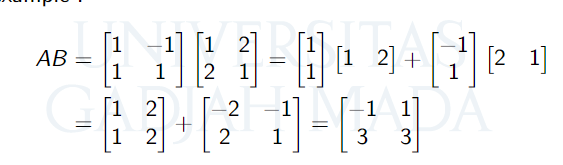 AB = [1 -1; 1 1] [1 2; 2 1] = [1; 1] [1 2] + [-1; 1] [2 1]
= [1 2; 1 2] + [-2 -1; 2 1] = [-1 1; 3 3]
UNIVERSITAS
GADJAH MADA